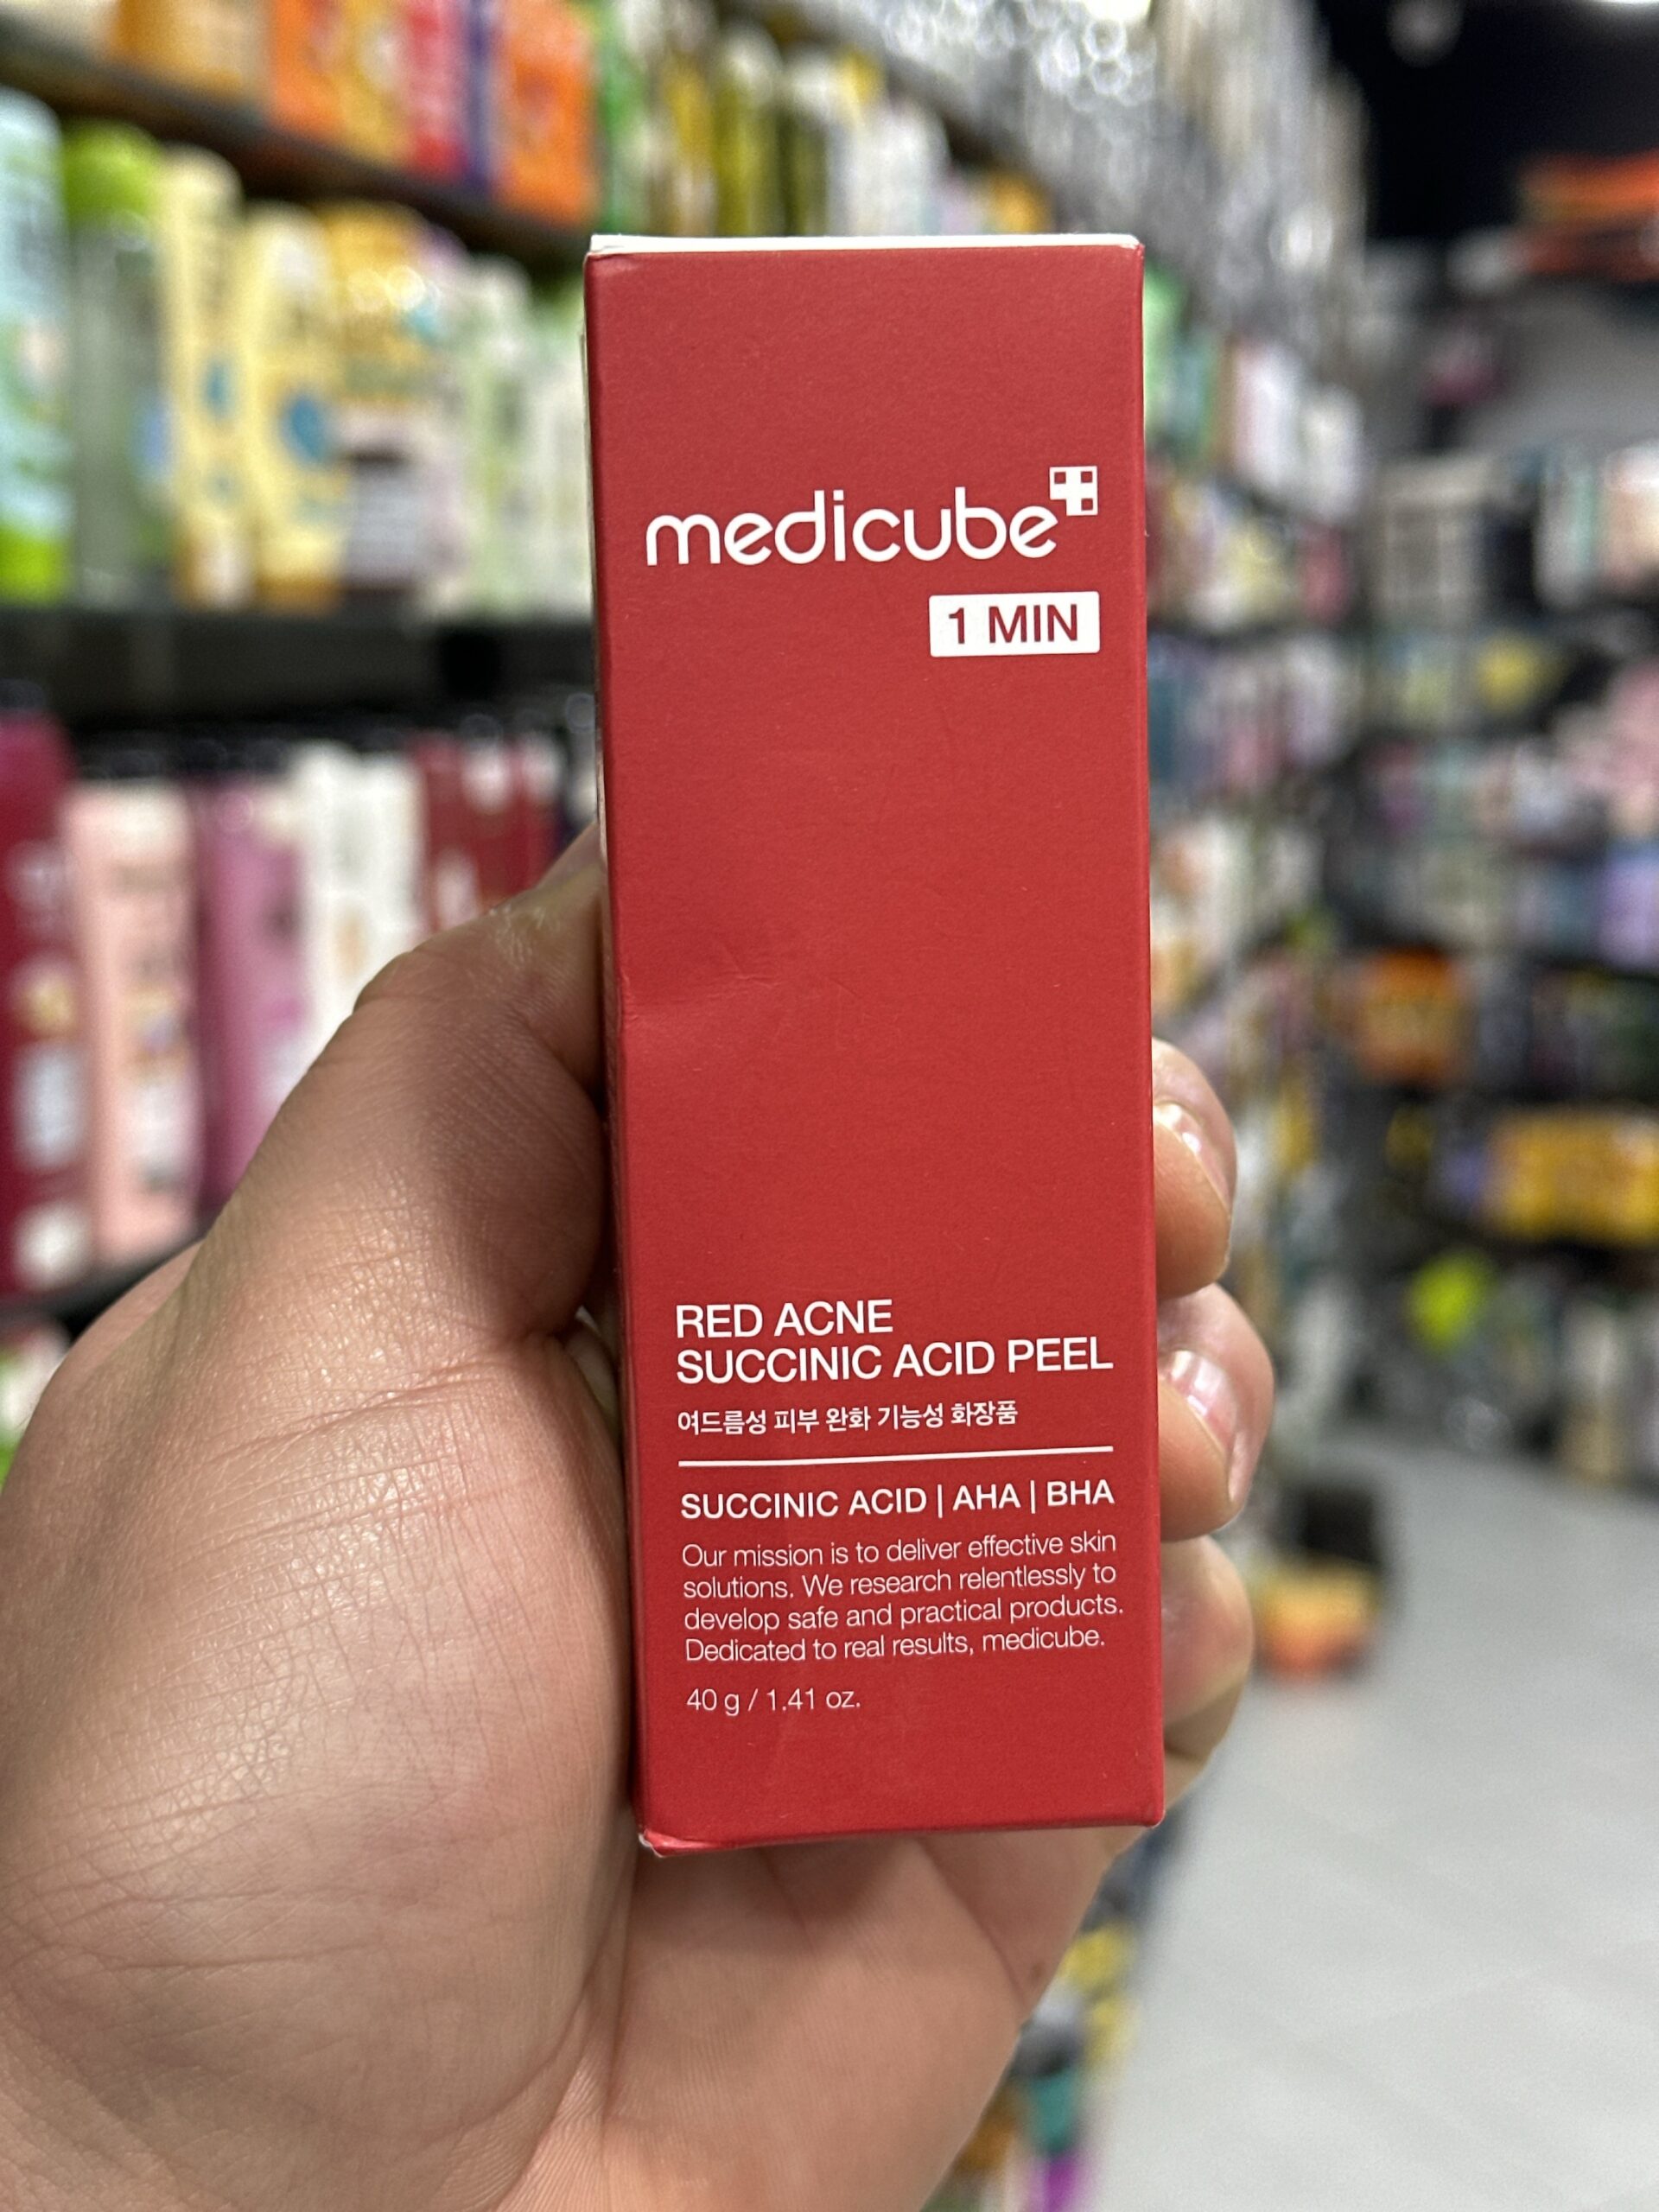 medicube
1 MIN
RED ACNE
SUCCINIC ACID PEEL
여드름성 피부 완화 기능성 화장품
SUCCINIC ACID | AHA | BHA
Our mission is to deliver effective skin
solutions. We research relentlessly to
develop safe and practical products.
Dedicated to real results, medicube.
40 g / 1.41 oz.